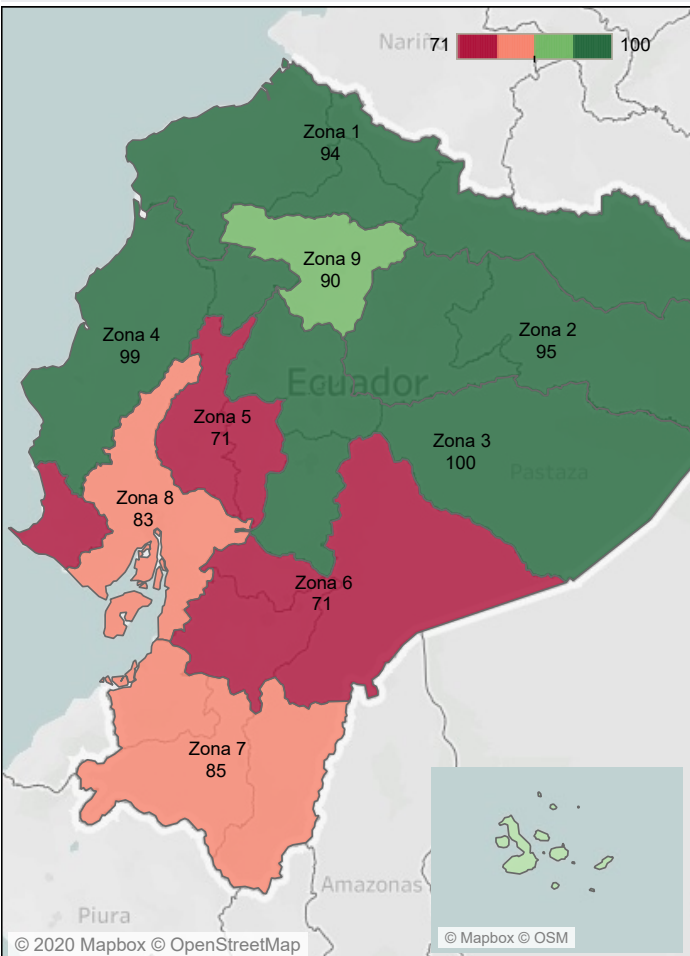 Nariñ
71
100
Zona 1
94
Zona 9
90
Zona 4
99
Zona 2
95
Ecuador
Zona 5
71
Zona 3
100
Pastaza
Zona 8
83
Zona 6
71
Zona 7
85
Amazonas
Piura
© Mapbox © OSM
© 2020 Mapbox © OpenStreetMap